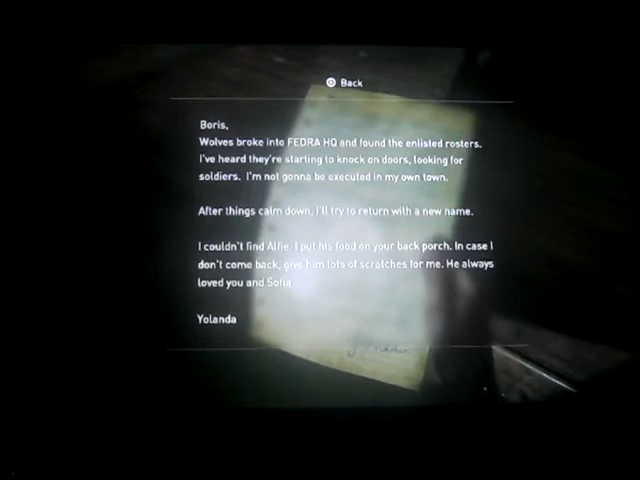 Back
Boris,
Wolves broke into FEDRA HQ and found the enlisted rosters.
I've heard they're starting to knock on doors, looking for
soldiers. I'm not gonna be executed in my own town.
After things calm down, I'll try to return with a new name.
I couldn't find Alfie. I put his food on your back porch. In case I
don't come back, give him lots of scratches for me. He always
loved you and Sofia
Yolanda